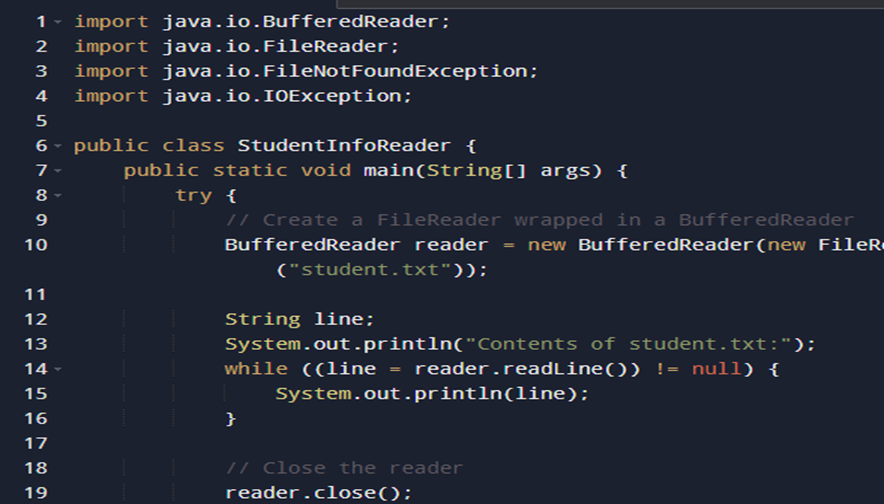 1 import java.io.BufferedReader;
2 import java.io.FileReader;
3 import java.io.FileNotFoundException;
4 import java.io.IOException;
5
6 public class StudentInfoReader {
7     public static void main(String[] args) {
8         try {
9             // Create a FileReader wrapped in a BufferedReader
10             BufferedReader reader = new BufferedReader(new FileR
                ("student.txt"));
11
12             String line;
13             System.out.println("Contents of student.txt:");
14             while ((line = reader.readLine()) != null) {
15                 System.out.println(line);
16             }
17
18             // Close the reader
19             reader.close();